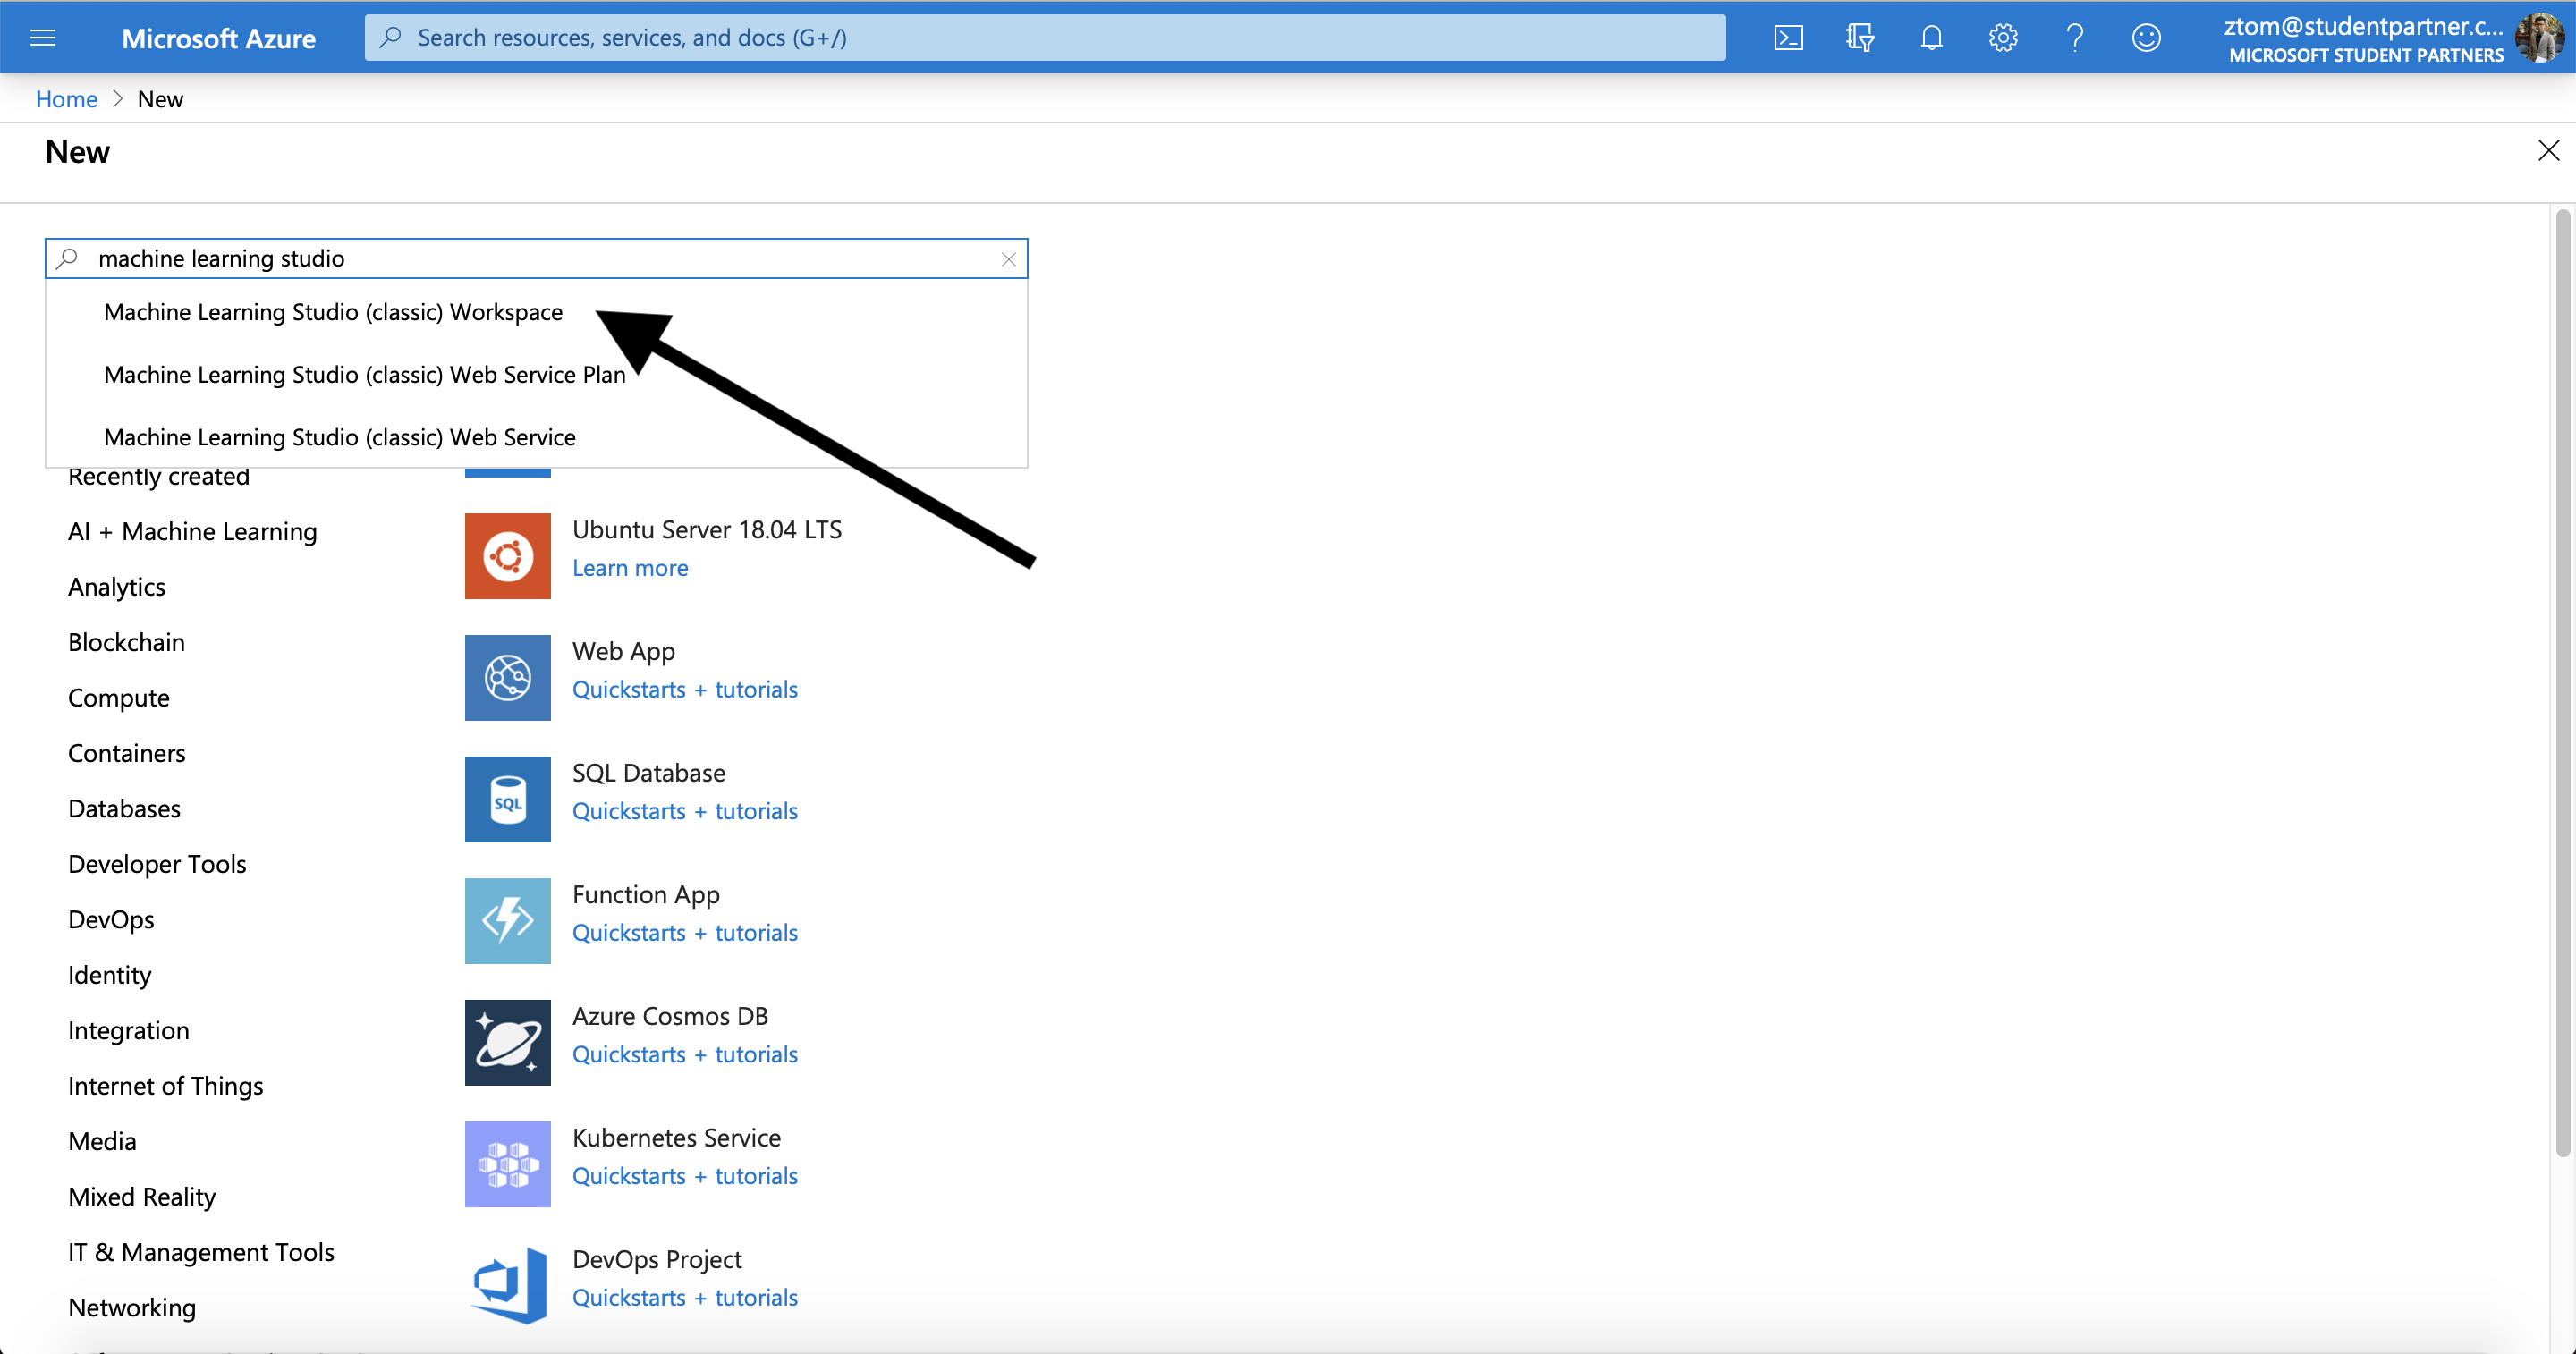 Microsoft Azure
Search resources, services, and docs (G+/)
ztom@studentpartner.c...
MICROSOFT STUDENT PARTNERS
Home > New
New
machine learning studio
Machine Learning Studio (classic) Workspace
Machine Learning Studio (classic) Web Service Plan
Machine Learning Studio (classic) Web Service
Recently created
AI + Machine Learning
Analytics
Blockchain
Compute
Containers
Databases
Developer Tools
DevOps
Identity
Integration
Internet of Things
Media
Mixed Reality
IT & Management Tools
Networking
Ubuntu Server 18.04 LTS
Learn more
Web App
Quickstarts + tutorials
SQL
SQL Database
Quickstarts + tutorials
Function App
Quickstarts + tutorials
Azure Cosmos DB
Quickstarts + tutorials
Kubernetes Service
Quickstarts + tutorials
DevOps Project
Quickstarts + tutorials